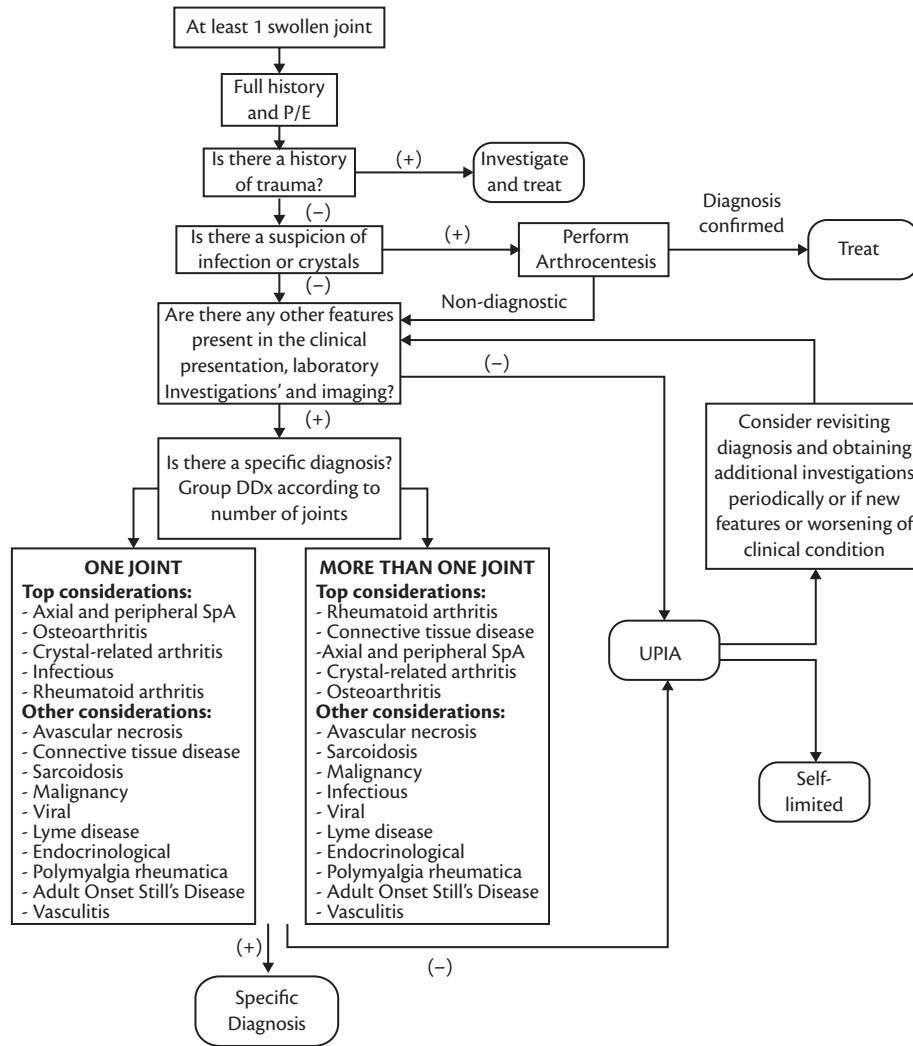 At least 1 swollen joint
Full history
and P/E
Is there a history
of trauma?
(+)
Investigate
and treat
(−)
Is there a suspicion of
infection or crystals
(+)
Perform
Arthrocentesis
Diagnosis
confirmed
Treat
(−)
Non-diagnostic
Are there any other features
present in the clinical
presentation, laboratory
Investigations’ and imaging?
(−)
(+)
Consider revisiting
diagnosis and obtaining
additional investigations
periodically or if new
features or worsening of
clinical condition
Is there a specific diagnosis?
Group DDx according to
number of joints
ONE JOINT
Top considerations:
- Axial and peripheral SpA
- Osteoarthritis
- Crystal-related arthritis
- Infectious
- Rheumatoid arthritis
Other considerations:
- Avascular necrosis
- Connective tissue disease
- Sarcoidosis
- Malignancy
- Viral
- Lyme disease
- Endocrinological
- Polymyalgia rheumatica
- Adult Onset Still’s Disease
- Vasculitis
MORE THAN ONE JOINT
Top considerations:
- Rheumatoid arthritis
- Connective tissue disease
-Axial and peripheral SpA
- Crystal-related arthritis
- Osteoarthritis
Other considerations:
- Avascular necrosis
- Sarcoidosis
- Malignancy
- Infectious
- Viral
- Lyme disease
- Endocrinological
- Polymyalgia rheumatica
- Adult Onset Still’s Disease
- Vasculitis
UPIA
Self-
limited
(+)
(−)
Specific
Diagnosis